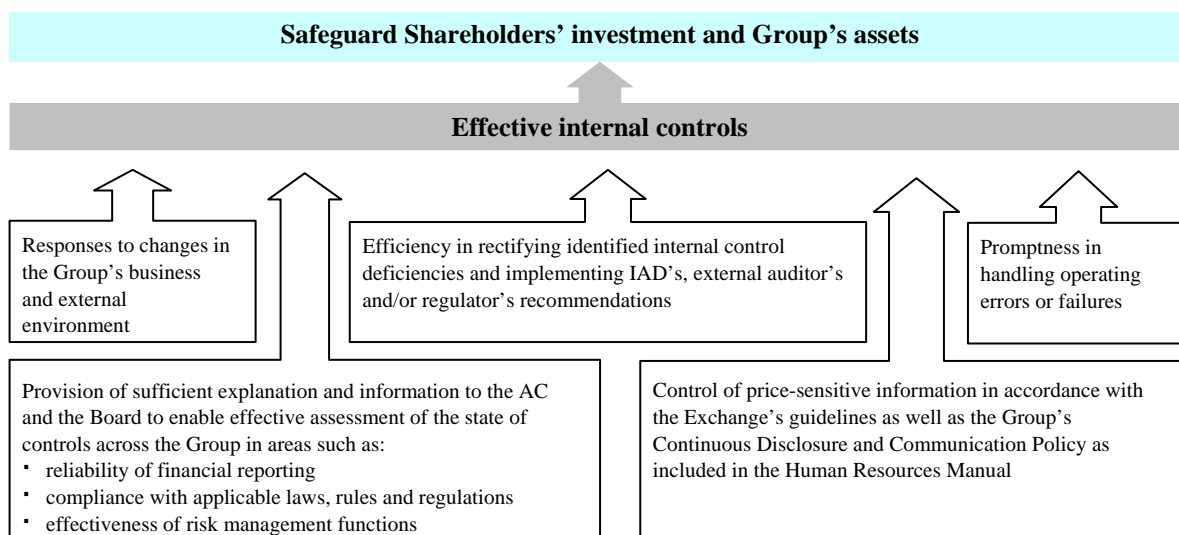 Safeguard Shareholders’ investment and Group’s assets
Effective internal controls
Responses to changes in
the Group’s business
and external
environment
Efficiency in rectifying identified internal control
deficiencies and implementing IAD’s, external auditor’s
and/or regulator’s recommendations
Promptness in
handling operating
errors or failures
Provision of sufficient explanation and information to the AC
and the Board to enable effective assessment of the state of
controls across the Group in areas such as:
▪ reliability of financial reporting
▪ compliance with applicable laws, rules and regulations
▪ effectiveness of risk management functions
Control of price-sensitive information in accordance with
the Exchange’s guidelines as well as the Group’s
Continuous Disclosure and Communication Policy as
included in the Human Resources Manual